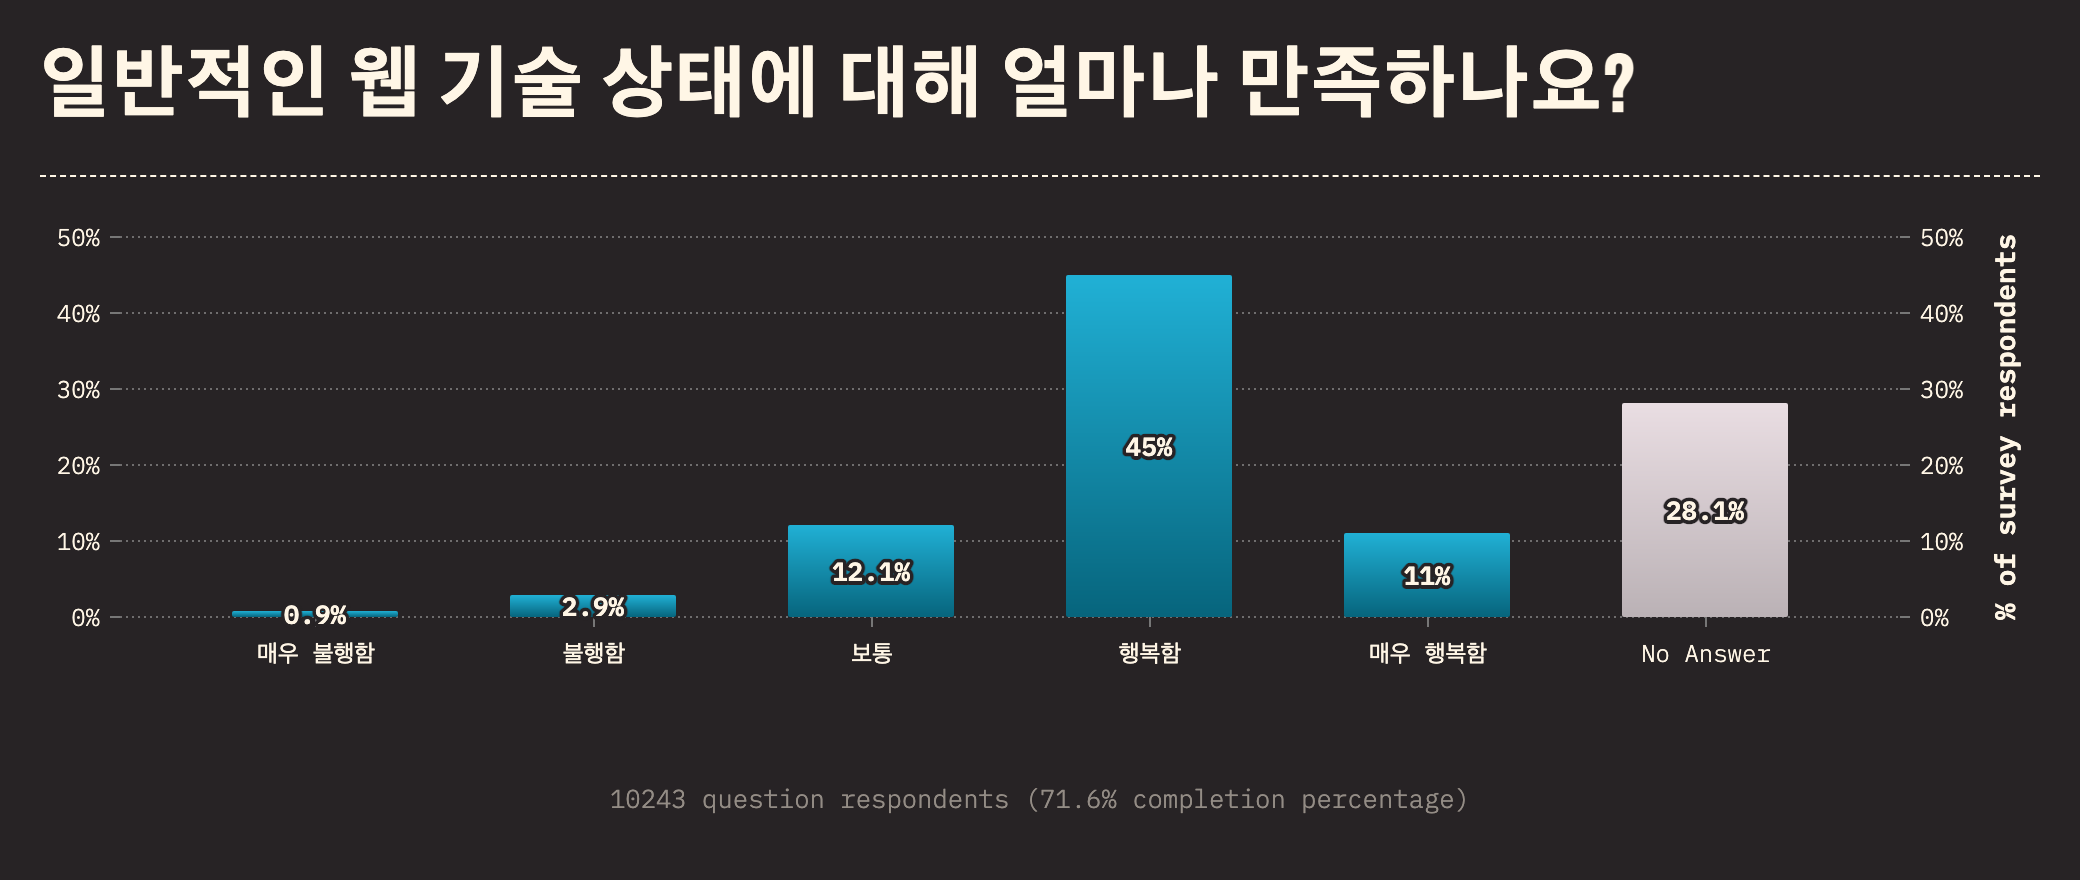 일반적인 웹 기술 상태에 대해 얼마나 만족하나요?
50%
40%
30%
20%
10%
0%
50%
40%
30%
20%
10%
0%
% of survey respondents
0.9%
2.9%
12.1%
45%
11%
28.1%
매우 불행함
불행함
보통
행복함
매우 행복함
No Answer
10243 question respondents (71.6% completion percentage)